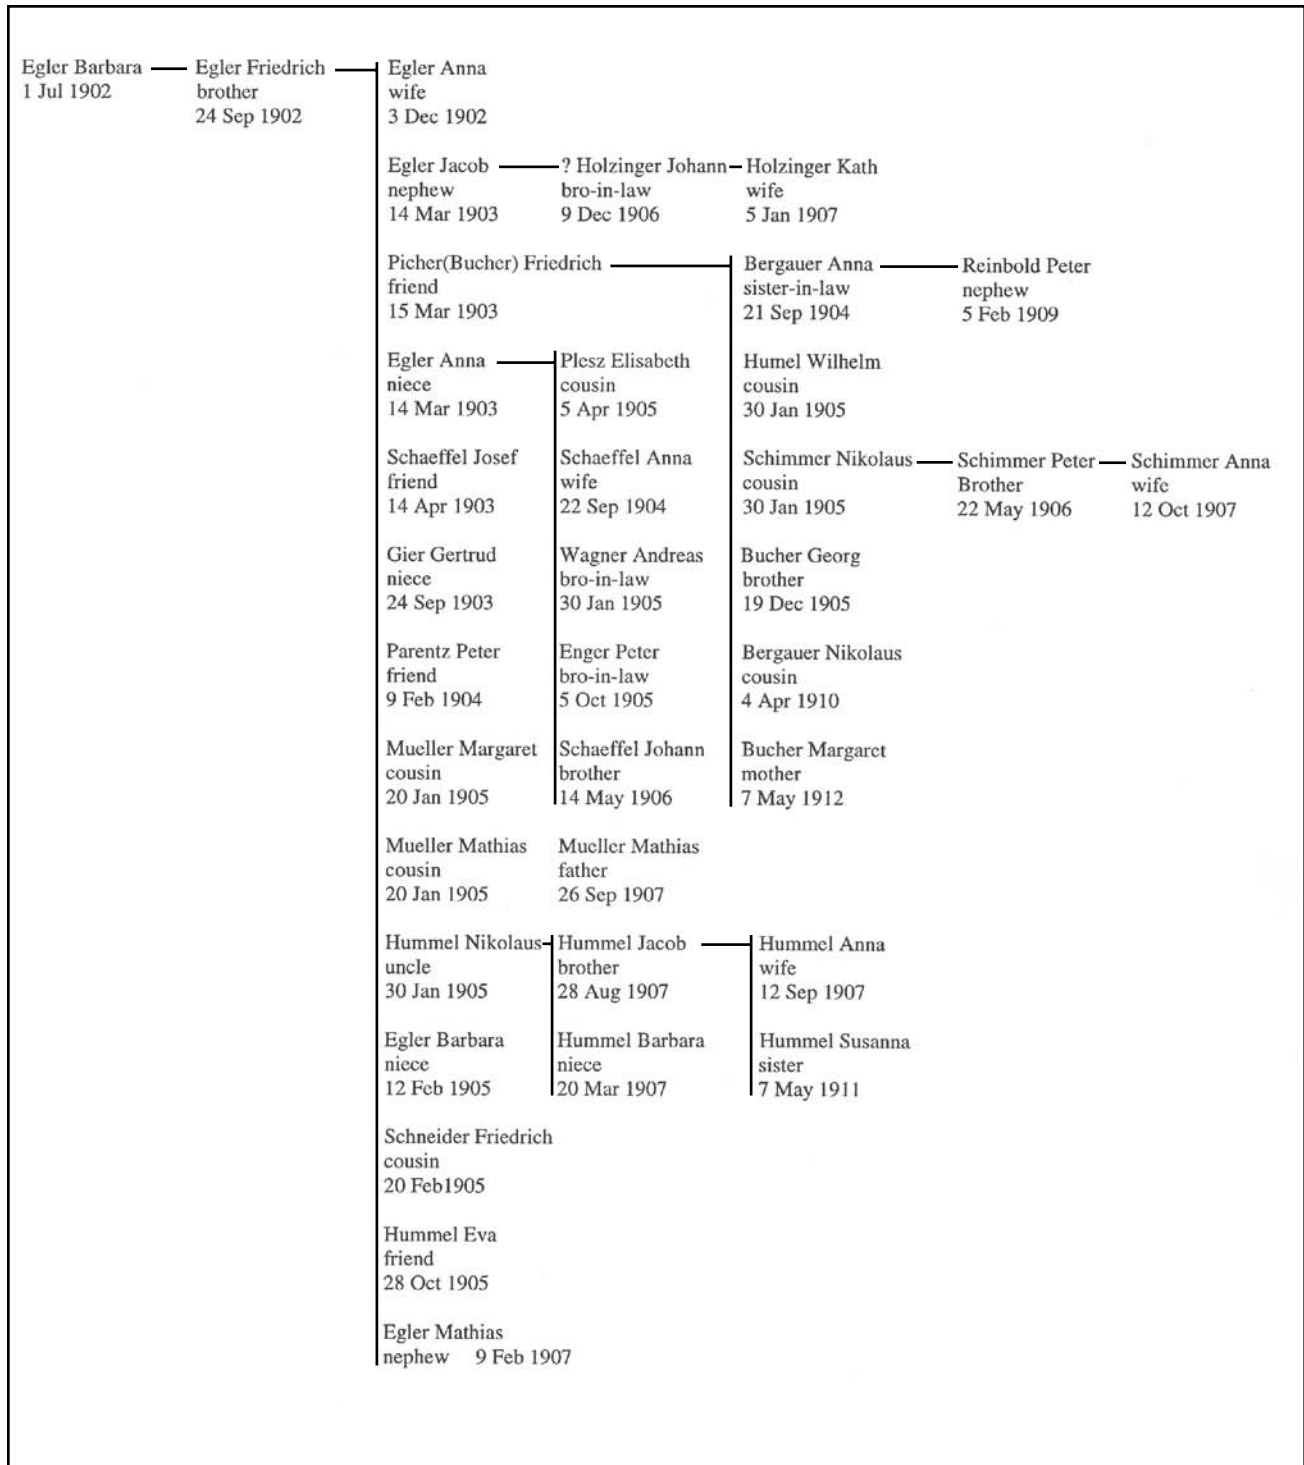 Egler Barbara
1 Jul 1902
Egler Friedrich
brother
24 Sep 1902
Egler Anna
wife
3 Dec 1902
Egler Jacob
nephew
14 Mar 1903
? Holzinger Johann
bro-in-law
9 Dec 1906
Holzinger Kath
wife
5 Jan 1907
Picher(Bucher) Friedrich
friend
15 Mar 1903
Bergauer Anna
sister-in-law
21 Sep 1904
Reinbold Peter
nephew
5 Feb 1909
Egler Anna
niece
14 Mar 1903
Plesz Elisabeth
cousin
5 Apr 1905
Humel Wilhelm
cousin
30 Jan 1905
Schaeffel Josef
friend
14 Apr 1903
Schaeffel Anna
wife
22 Sep 1904
Schimmer Nikolaus
cousin
30 Jan 1905
Schimmer Peter
Brother
22 May 1906
Schimmer Anna
wife
12 Oct 1907
Gier Gertrud
niece
24 Sep 1903
Wagner Andreas
bro-in-law
30 Jan 1905
Bucher Georg
brother
19 Dec 1905
Parentz Peter
friend
9 Feb 1904
Enger Peter
bro-in-law
5 Oct 1905
Bergauer Nikolaus
cousin
4 Apr 1910
Mueller Margaret
cousin
20 Jan 1905
Schaeffel Johann
brother
14 May 1906
Bucher Margaret
mother
7 May 1912
Mueller Mathias
cousin
20 Jan 1905
Mueller Mathias
father
26 Sep 1907
Hummel Nikolaus
uncle
30 Jan 1905
Hummel Jacob
brother
28 Aug 1907
Hummel Anna
wife
12 Sep 1907
Egler Barbara
niece
12 Feb 1905
Hummel Barbara
niece
20 Mar 1907
Hummel Susanna
sister
7 May 1911
Schneider Friedrich
cousin
20 Feb1905
Hummel Eva
friend
28 Oct 1905
Egler Mathias
nephew 9 Feb 1907